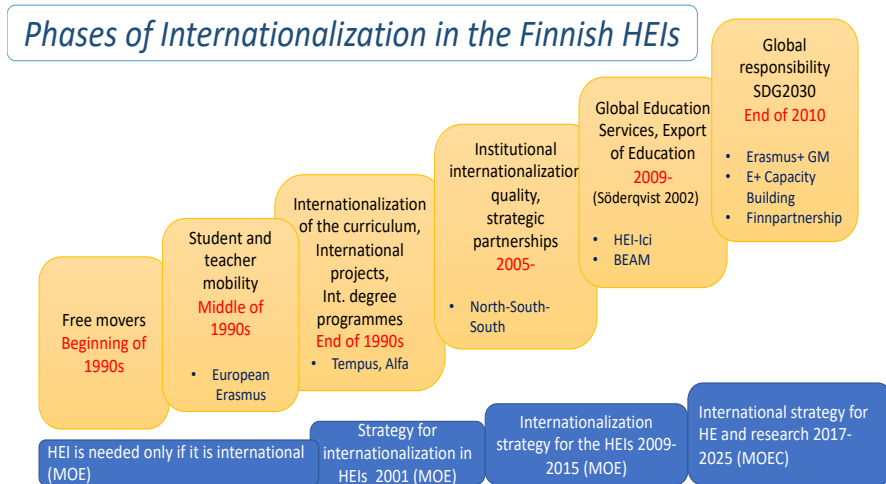 Phases of Internationalization in the Finnish HEIs
Free movers
Beginning of
1990s
Student and
teacher
mobility
Middle of
1990s
• European
Erasmus
Internationalization
of the curriculum,
International
projects,
Int. degree
programmes
End of 1990s
• Tempus, Alfa
Institutional
internationalization
quality,
strategic
partnerships
2005-
• North-South-
South
Global Education
Services, Export
of Education
2009-
(Söderqvist 2002)
• HEI-Ici
• BEAM
Global
responsibility
SDG2030
End of 2010
• Erasmus+ GM
• E+ Capacity
Building
• Finnpartnership
HEI is needed only if it is international
(MOE)
Strategy for
internationalization in
HEIs 2001 (MOE)
Internationalization
strategy for the HEIs 2009-
2015 (MOE)
International strategy for
HE and research 2017-
2025 (MOEC)